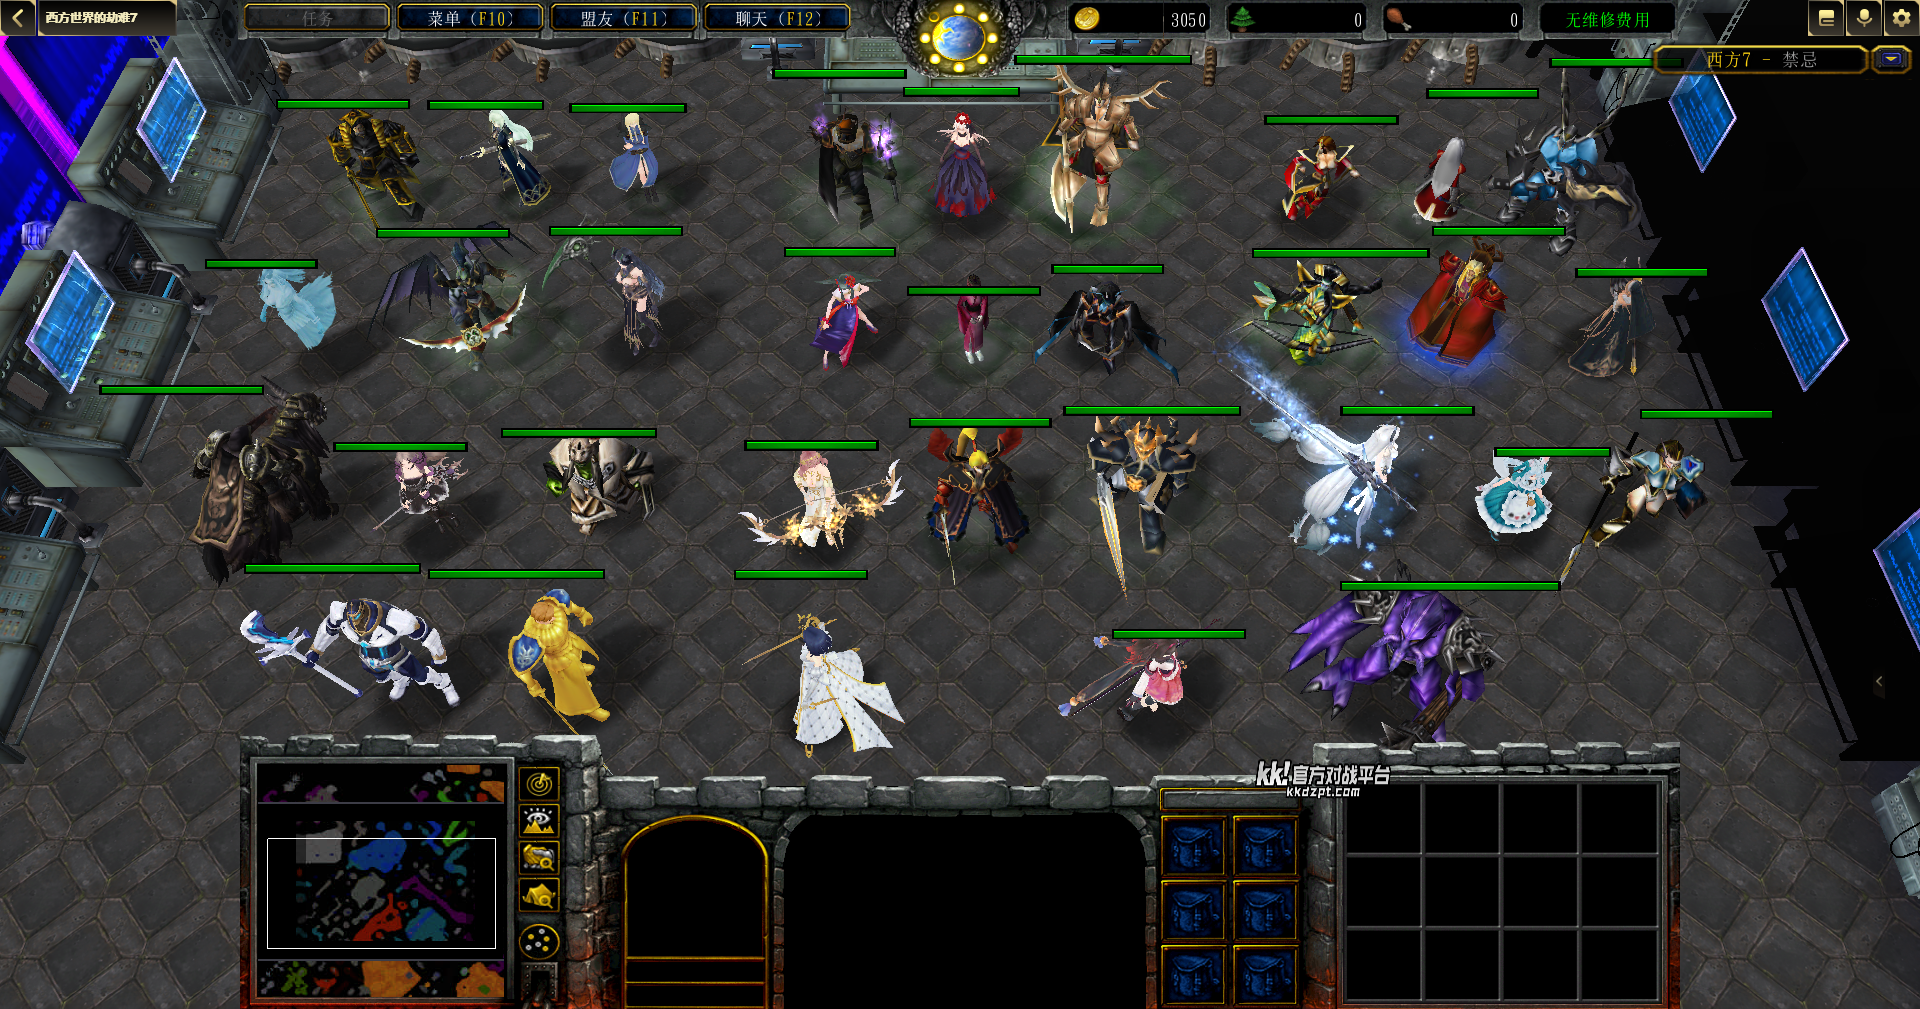 西方世界的劫难7
任务
菜单（F10）
盟友（F11）
聊天（F12）
3050
0
0
无维修费用
西方7 - 禁忌
kk!官方对战平台
kkdzpt.com